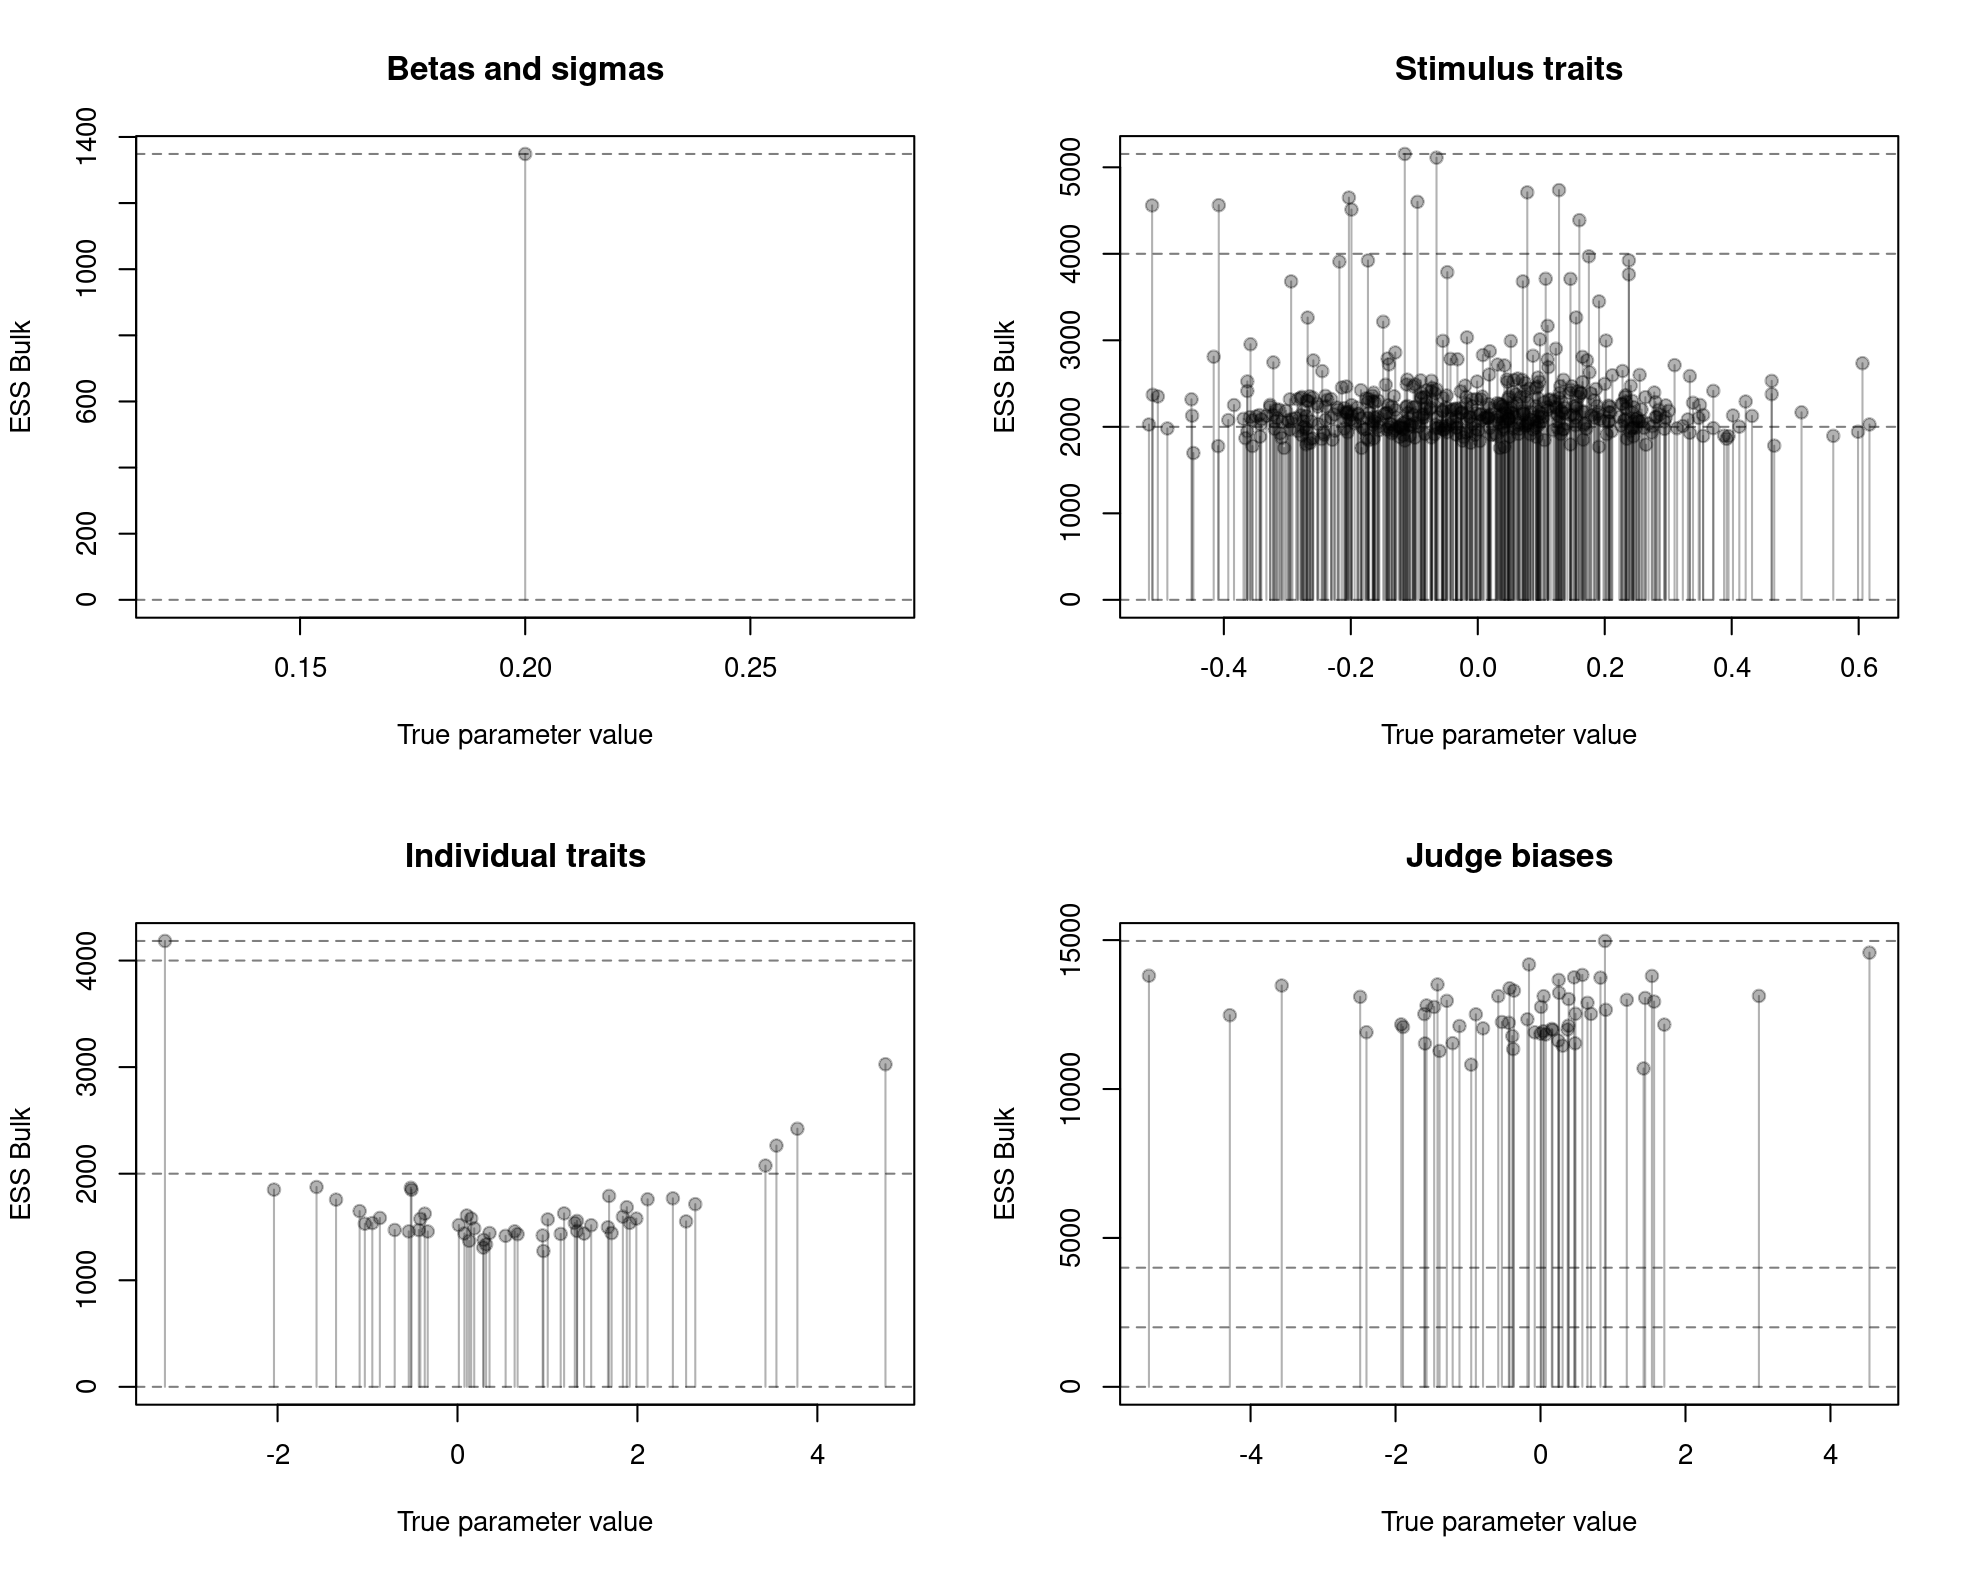 Betas and sigmas
ESS Bulk
1400
1000
600
200
0
0.15 0.20 0.25
True parameter value
Stimulus traits
ESS Bulk
5000
4000
3000
2000
1000
0
-0.4 -0.2 0.0 0.2 0.4 0.6
True parameter value
Individual traits
ESS Bulk
4000
3000
2000
1000
0
-2 0 2 4
True parameter value
Judge biases
ESS Bulk
15000
10000
5000
0
-4 -2 0 2 4
True parameter value